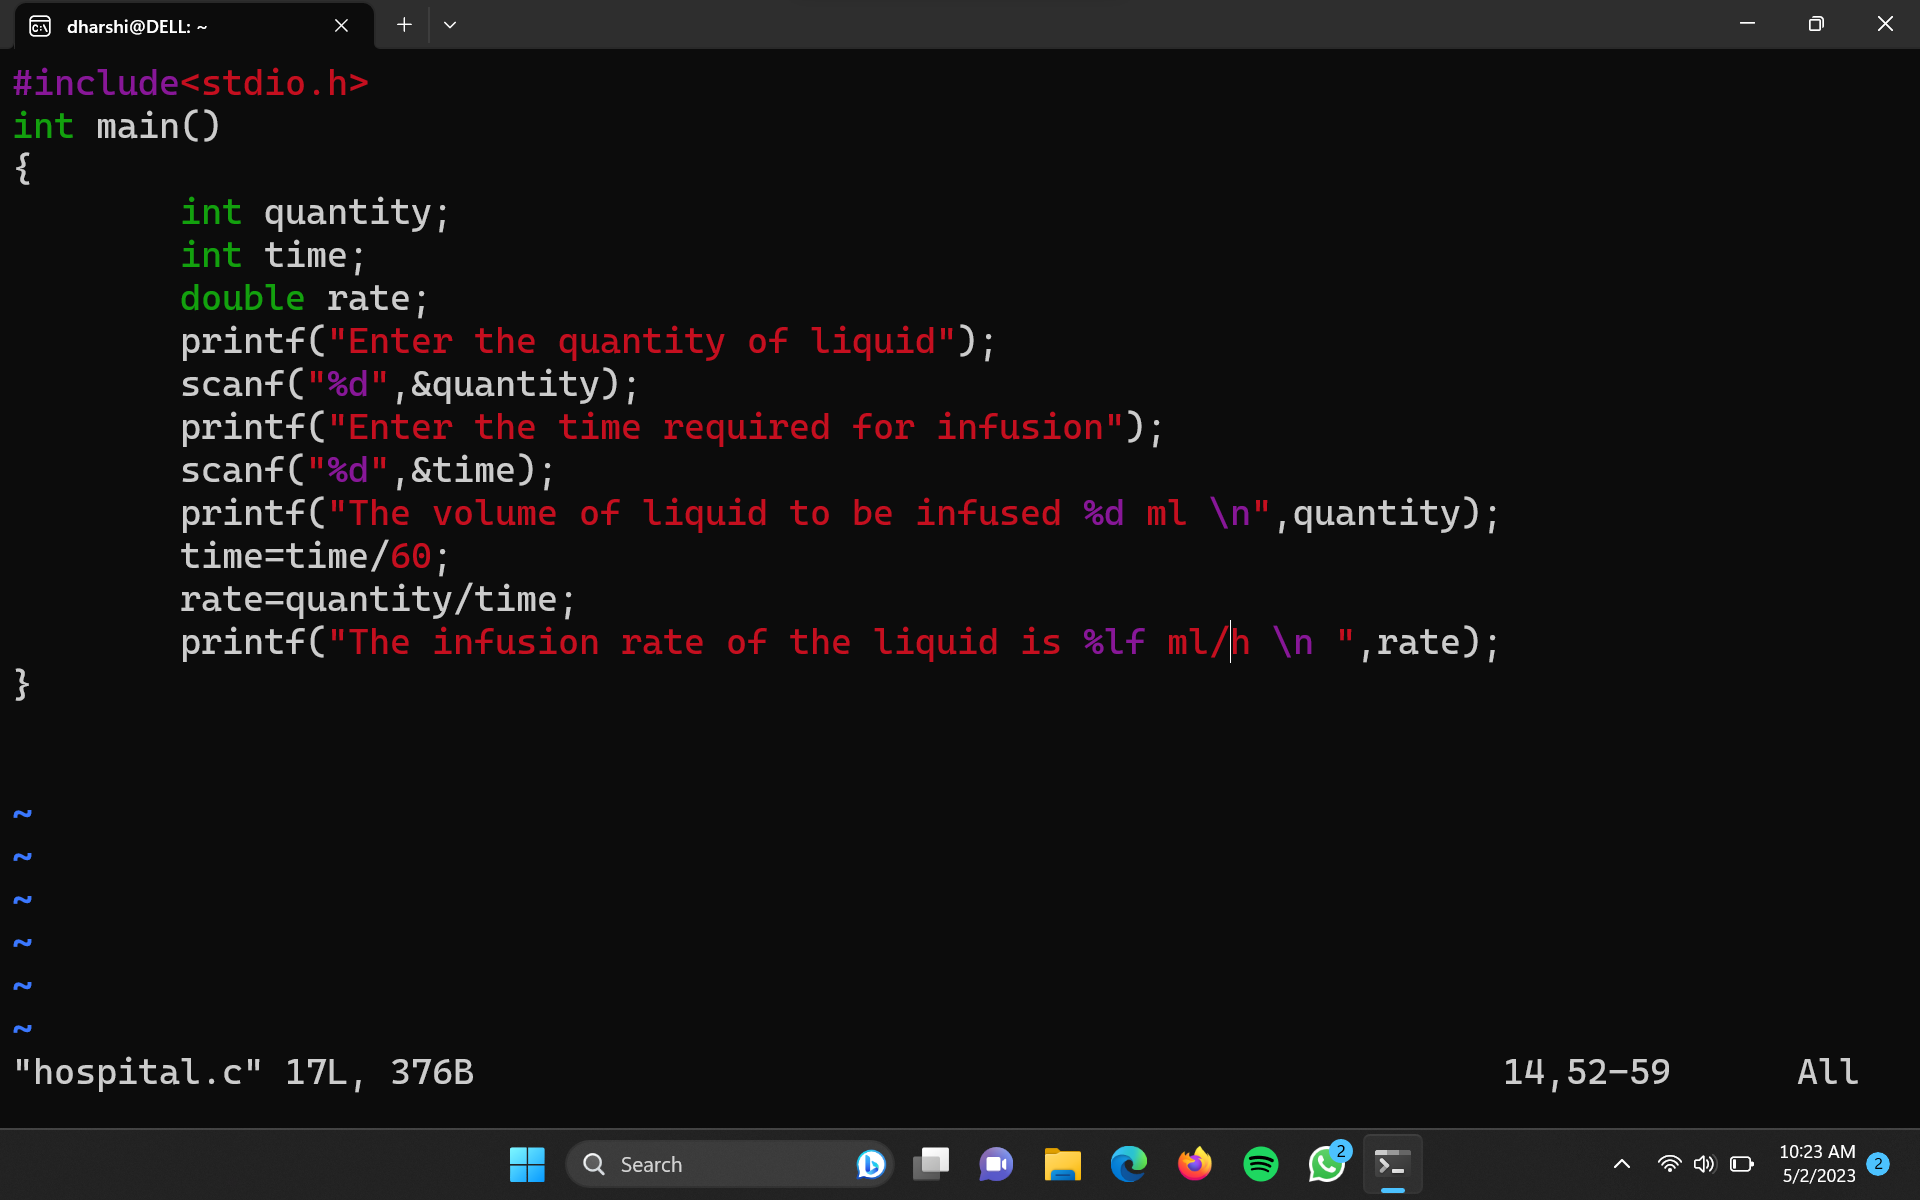 dharshi@DELL: ~
#include<stdio.h>
int main()
{
        int quantity;
        int time;
        double rate;
        printf("Enter the quantity of liquid");
        scanf("%d",&quantity);
        printf("Enter the time required for infusion");
        scanf("%d",&time);
        printf("The volume of liquid to be infused %d ml \n",quantity);
        time=time/60;
        rate=quantity/time;
        printf("The infusion rate of the liquid is %lf ml/h \n ",rate);
}
~
~
~
~
~
~
"hospital.c" 17L, 376B 14,52-59 All
Search
2
10:23 AM
5/2/2023
2